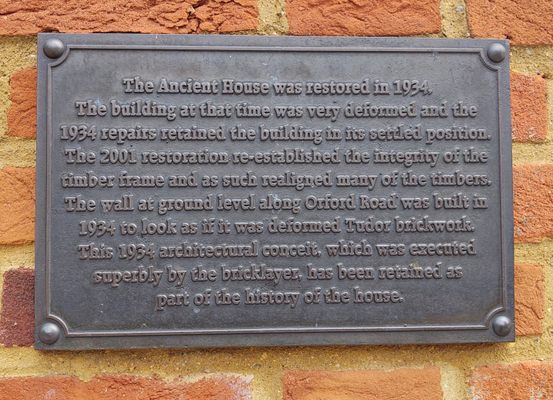 The Ancient House was restored in 1934.
The building at that time was very deformed and the
1934 repairs retained the building in its settled position.
The 2001 restoration re-established the integrity of the
timber frame and as such realigned many of the timbers.
The wall at ground level along Orford Road was built in
1934 to look as if it was deformed Tudor brickwork.
This 1934 architectural conceit, which was executed
superbly by the bricklayer, has been retained as
part of the history of the house.